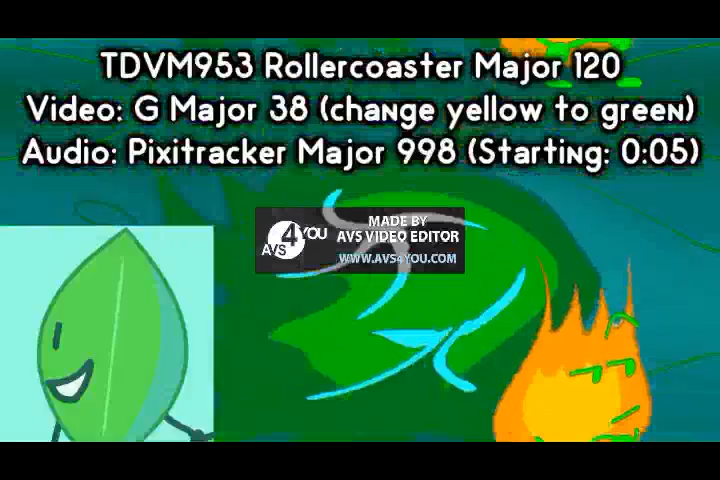 TDVM953 Rollercoaster Major 120
Video: G Major 38 (change yellow to green)
Audio: Pixitracker Major 998 (Starting: 0:05)
AVS 4 YOU
MADE BY
AVS VIDEO EDITOR
WWW.AVS4YOU.COM